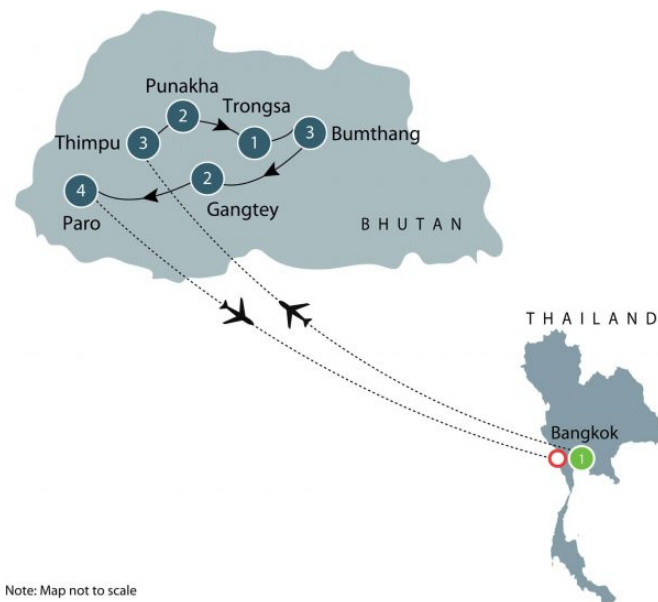 Punakha
2
Trongsa
Thimpu
3
1
3
Bumthang
4
2
Paro
Gangtey
BHUTAN
THAILAND
Bangkok
1
Note: Map not to scale